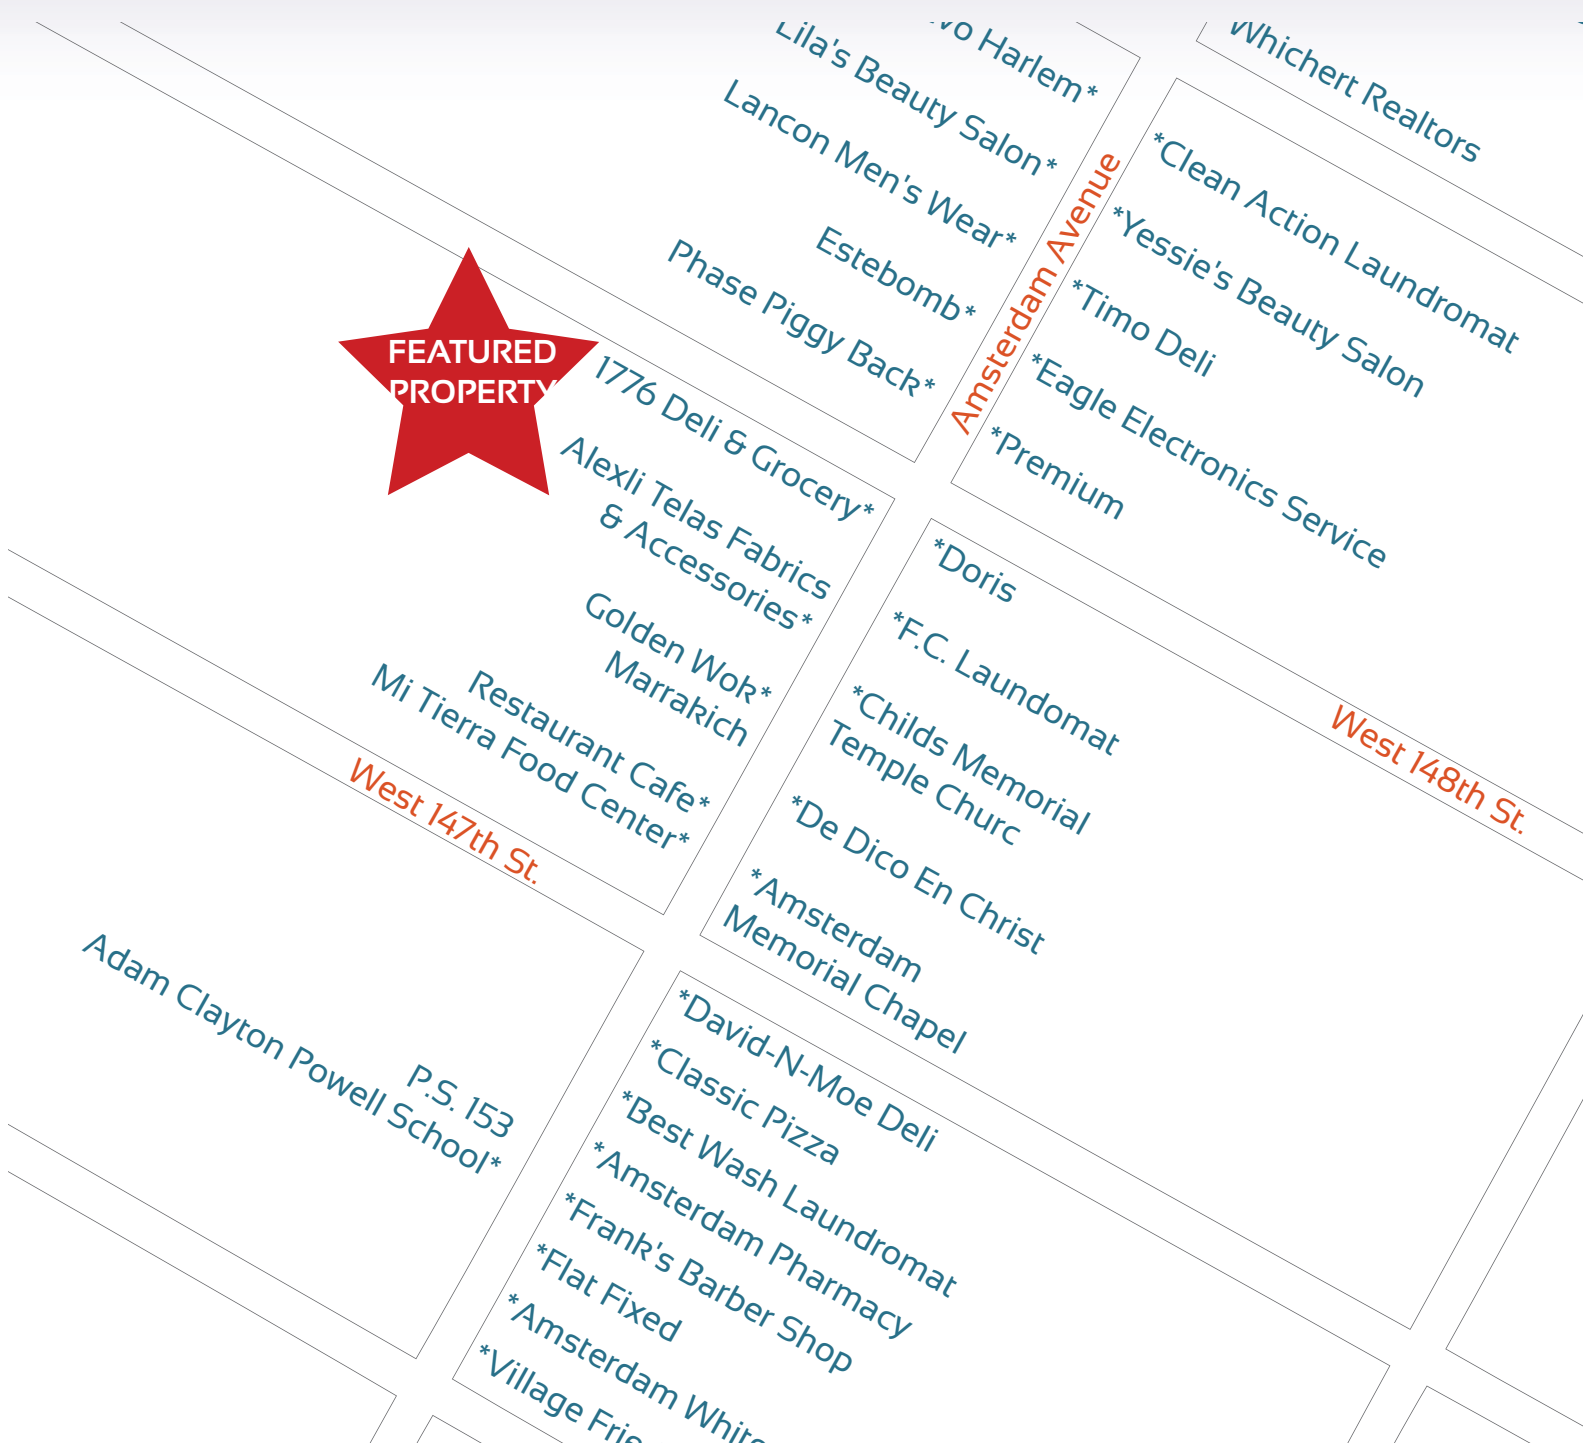 Harlem*
Lila's Beauty Salon*
Lancon Men's Wear*
Estebomb*
Phase Piggy Back*
Whichert Realtors
*Clean Action Laundromat
*Yessie's Beauty Salon
*Timo Deli
*Eagle Electronics Service
*Premium
Amsterdam Avenue
FEATURED
PROPERTY
1776 Deli & Grocery*
Alexli Telas Fabrics
& Accessories*
Golden Wok*
Marrakich
Restaurant Cafe*
Mi Tierra Food Center*
*Doris
*F.C. Laundomat
*Childs Memorial
Temple Churc
*De Dico En Christ
*Amsterdam
Memorial Chapel
West 148th St.
West 147th St.
P.S. 153
Adam Clayton Powell School*
*David-N-Moe Deli
*Classic Pizza
*Best Wash Laundromat
*Amsterdam Pharmacy
*Frank's Barber Shop
*Flat Fixed
*Amsterdam
*Village